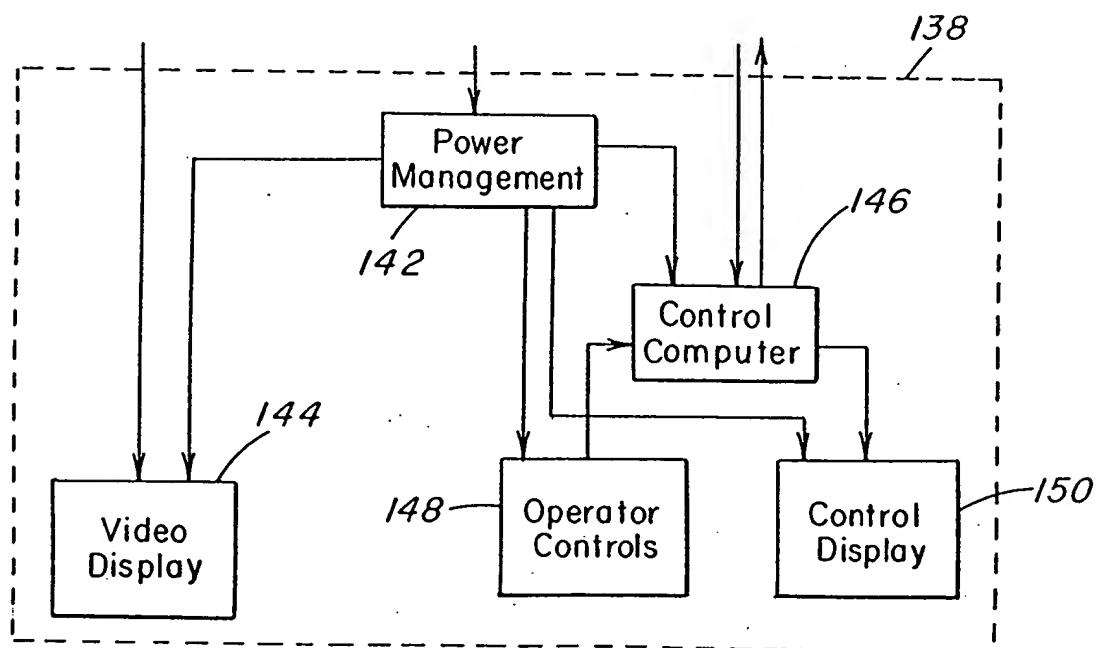 138
Power
Management
142
146
Control
Computer
144
Video
Display
148
Operator
Controls
Control
Display
150